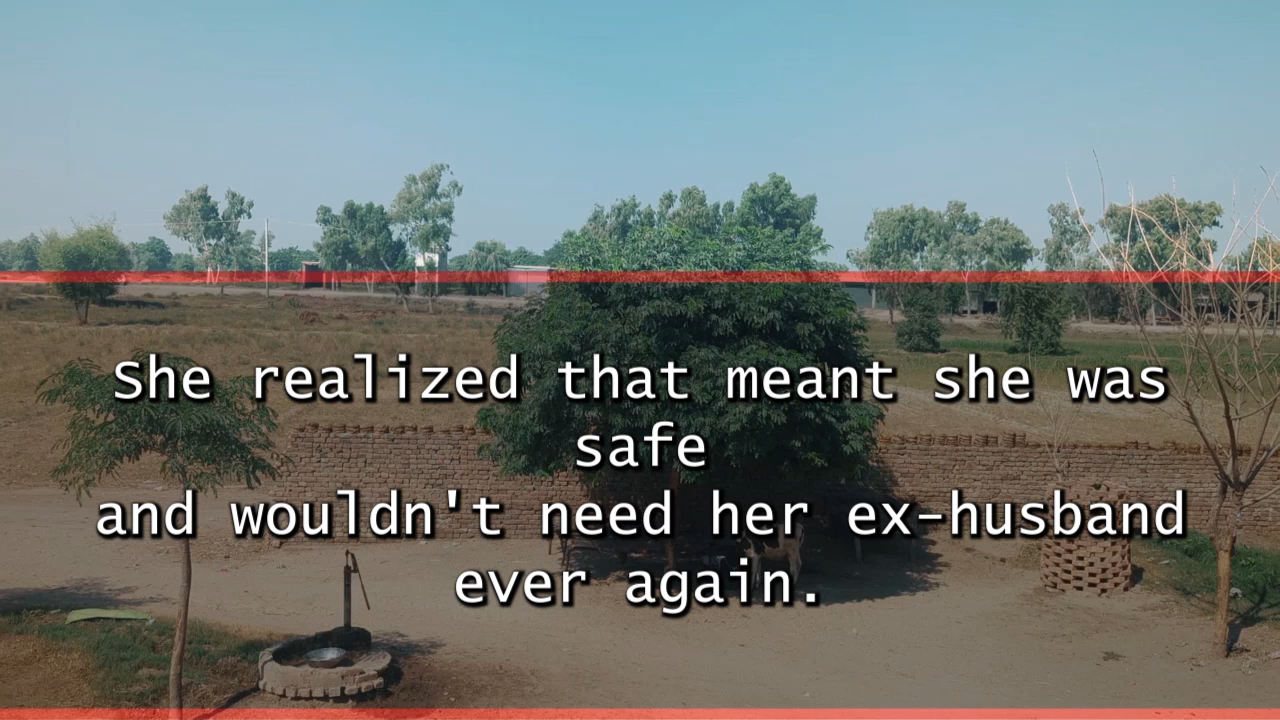 She realized that meant she was
safe
and wouldn't need her ex-husband
ever again.